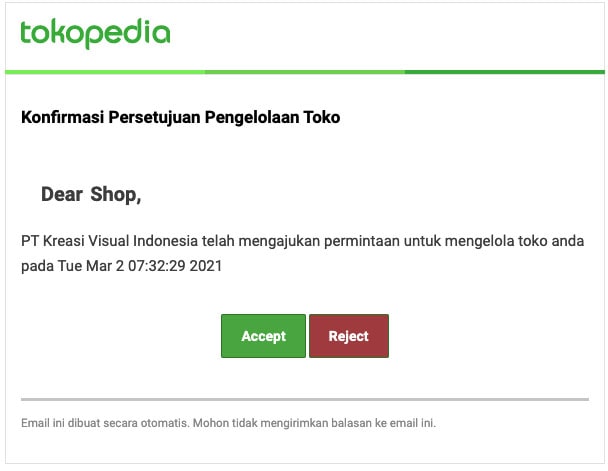 tokopedia
Konfirmasi Persetujuan Pengelolaan Toko
Dear Shop,
PT Kreasi Visual Indonesia telah mengajukan permintaan untuk mengelola toko anda
pada Tue Mar 2 07:32:29 2021
Accept Reject
Email ini dibuat secara otomatis. Mohon tidak mengirimkan balasan ke email ini.